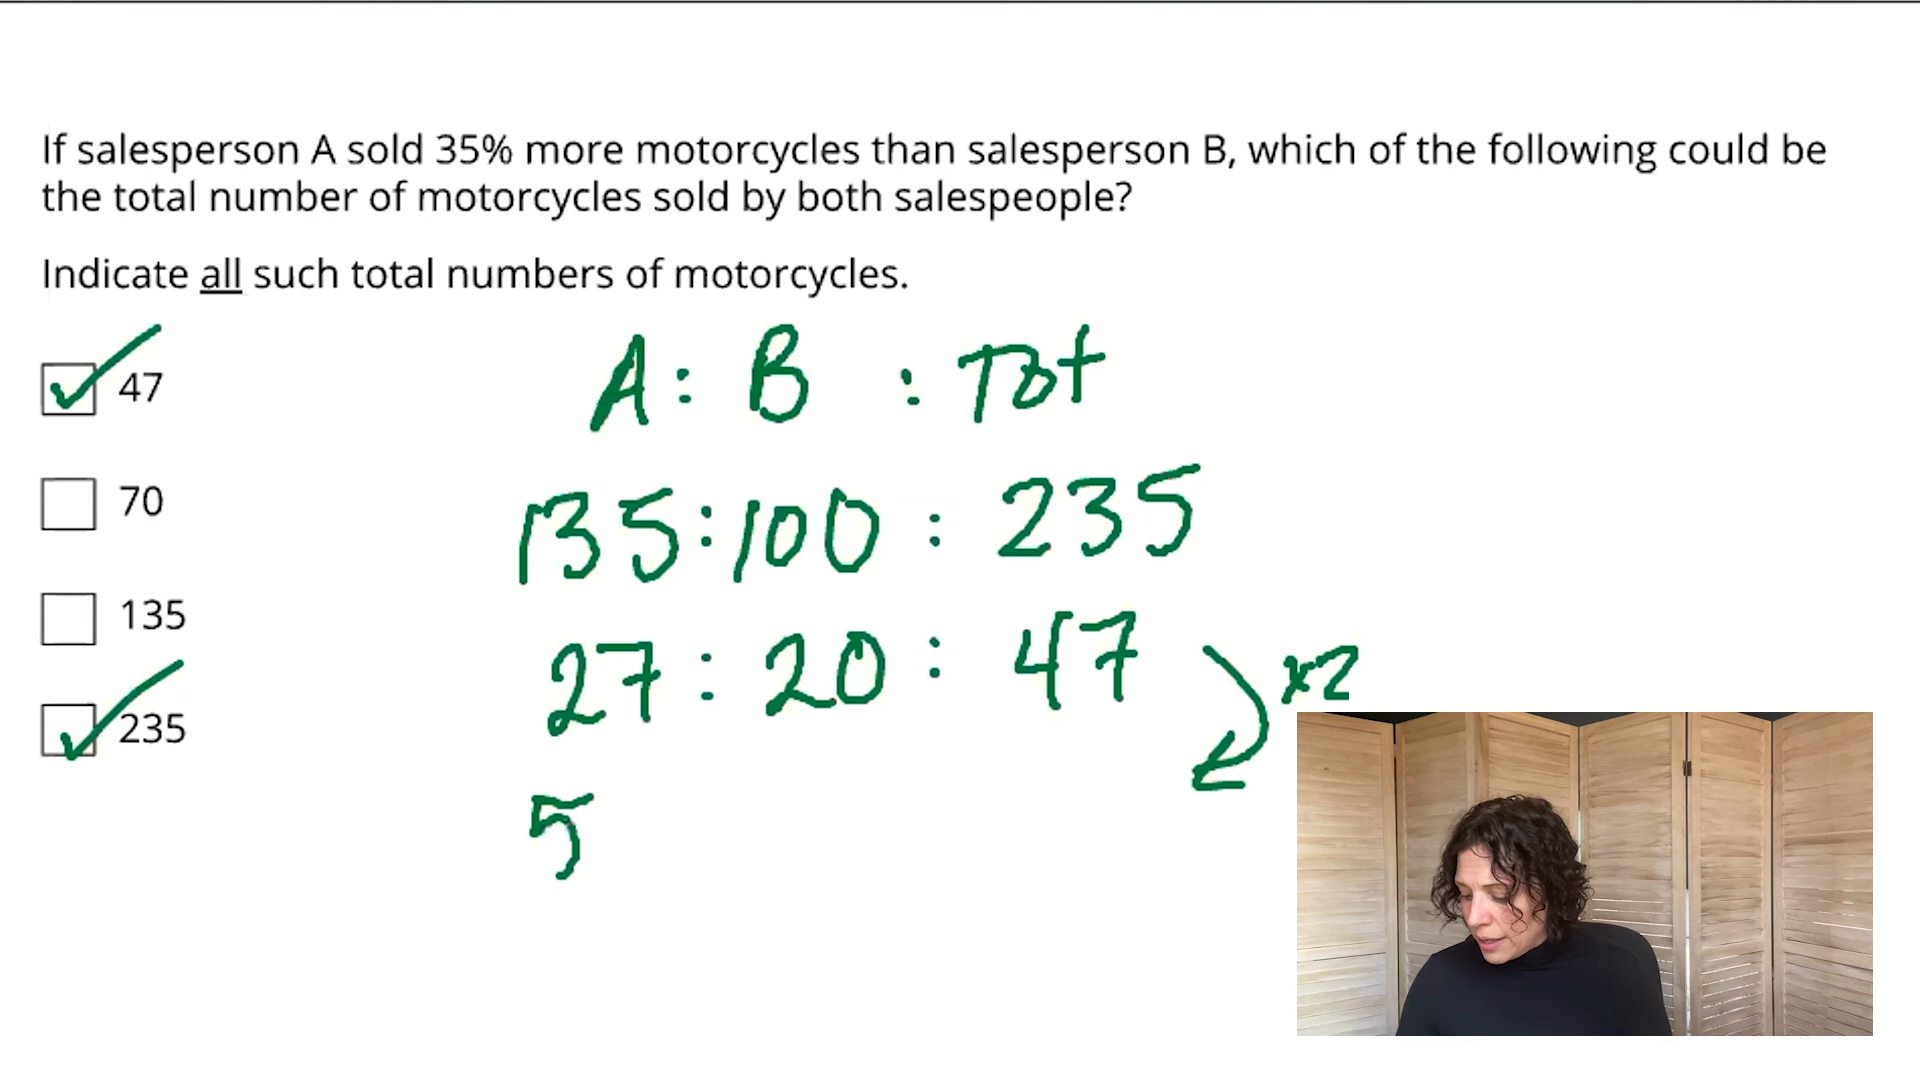 If salesperson A sold 35% more motorcycles than salesperson B, which of the following could be
the total number of motorcycles sold by both salespeople?
Indicate all such total numbers of motorcycles.
47
70
135
235
A : B : Tot
135 : 100 : 235
27 : 20 : 47
x2
5